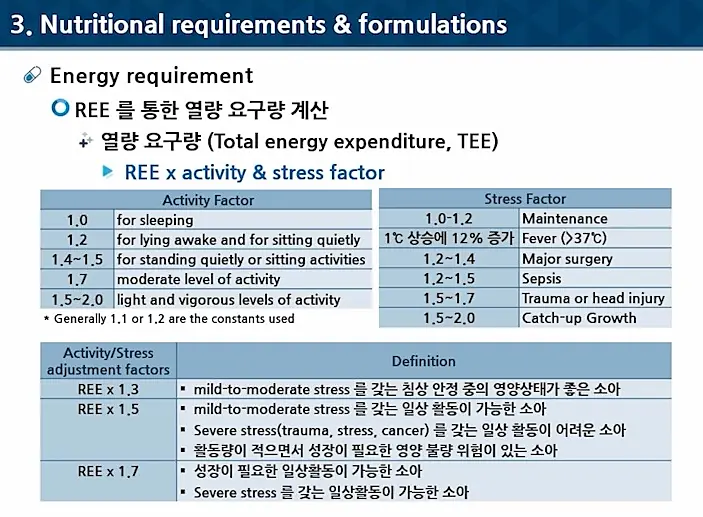 3. Nutritional requirements & formulations
Energy requirement
REE 를 통한 열량 요구량 계산
열량 요구량 (Total energy expenditure, TEE)
REE x activity & stress factor
Activity Factor
1.0 for sleeping
1.2 for lying awake and for sitting quietly
1.4~1.5 for standing quietly or sitting activities
1.7 moderate level of activity
1.5~2.0 light and vigorous levels of activity
* Generally 1.1 or 1.2 are the constants used
Stress Factor
1.0-1.2 Maintenance
1℃ 상승에 12% 증가 Fever (>37℃)
1.2~1.4 Major surgery
1.2~1.5 Sepsis
1.5~1.7 Trauma or head injury
1.5~2.0 Catch-up Growth
Activity/Stress adjustment factors Definition
REE x 1.3 ▪ mild-to-moderate stress 를 갖는 침상 안정 중의 영양상태가 좋은 소아
REE x 1.5 ▪ mild-to-moderate stress 를 갖는 일상 활동이 가능한 소아
▪ Severe stress(trauma, stress, cancer) 를 갖는 일상 활동이 어려운 소아
▪ 활동량이 적으면서 성장이 필요한 영양 불량 위험이 있는 소아
REE x 1.7 ▪ 성장이 필요한 일상활동이 가능한 소아
▪ Severe stress 를 갖는 일상활동이 가능한 소아